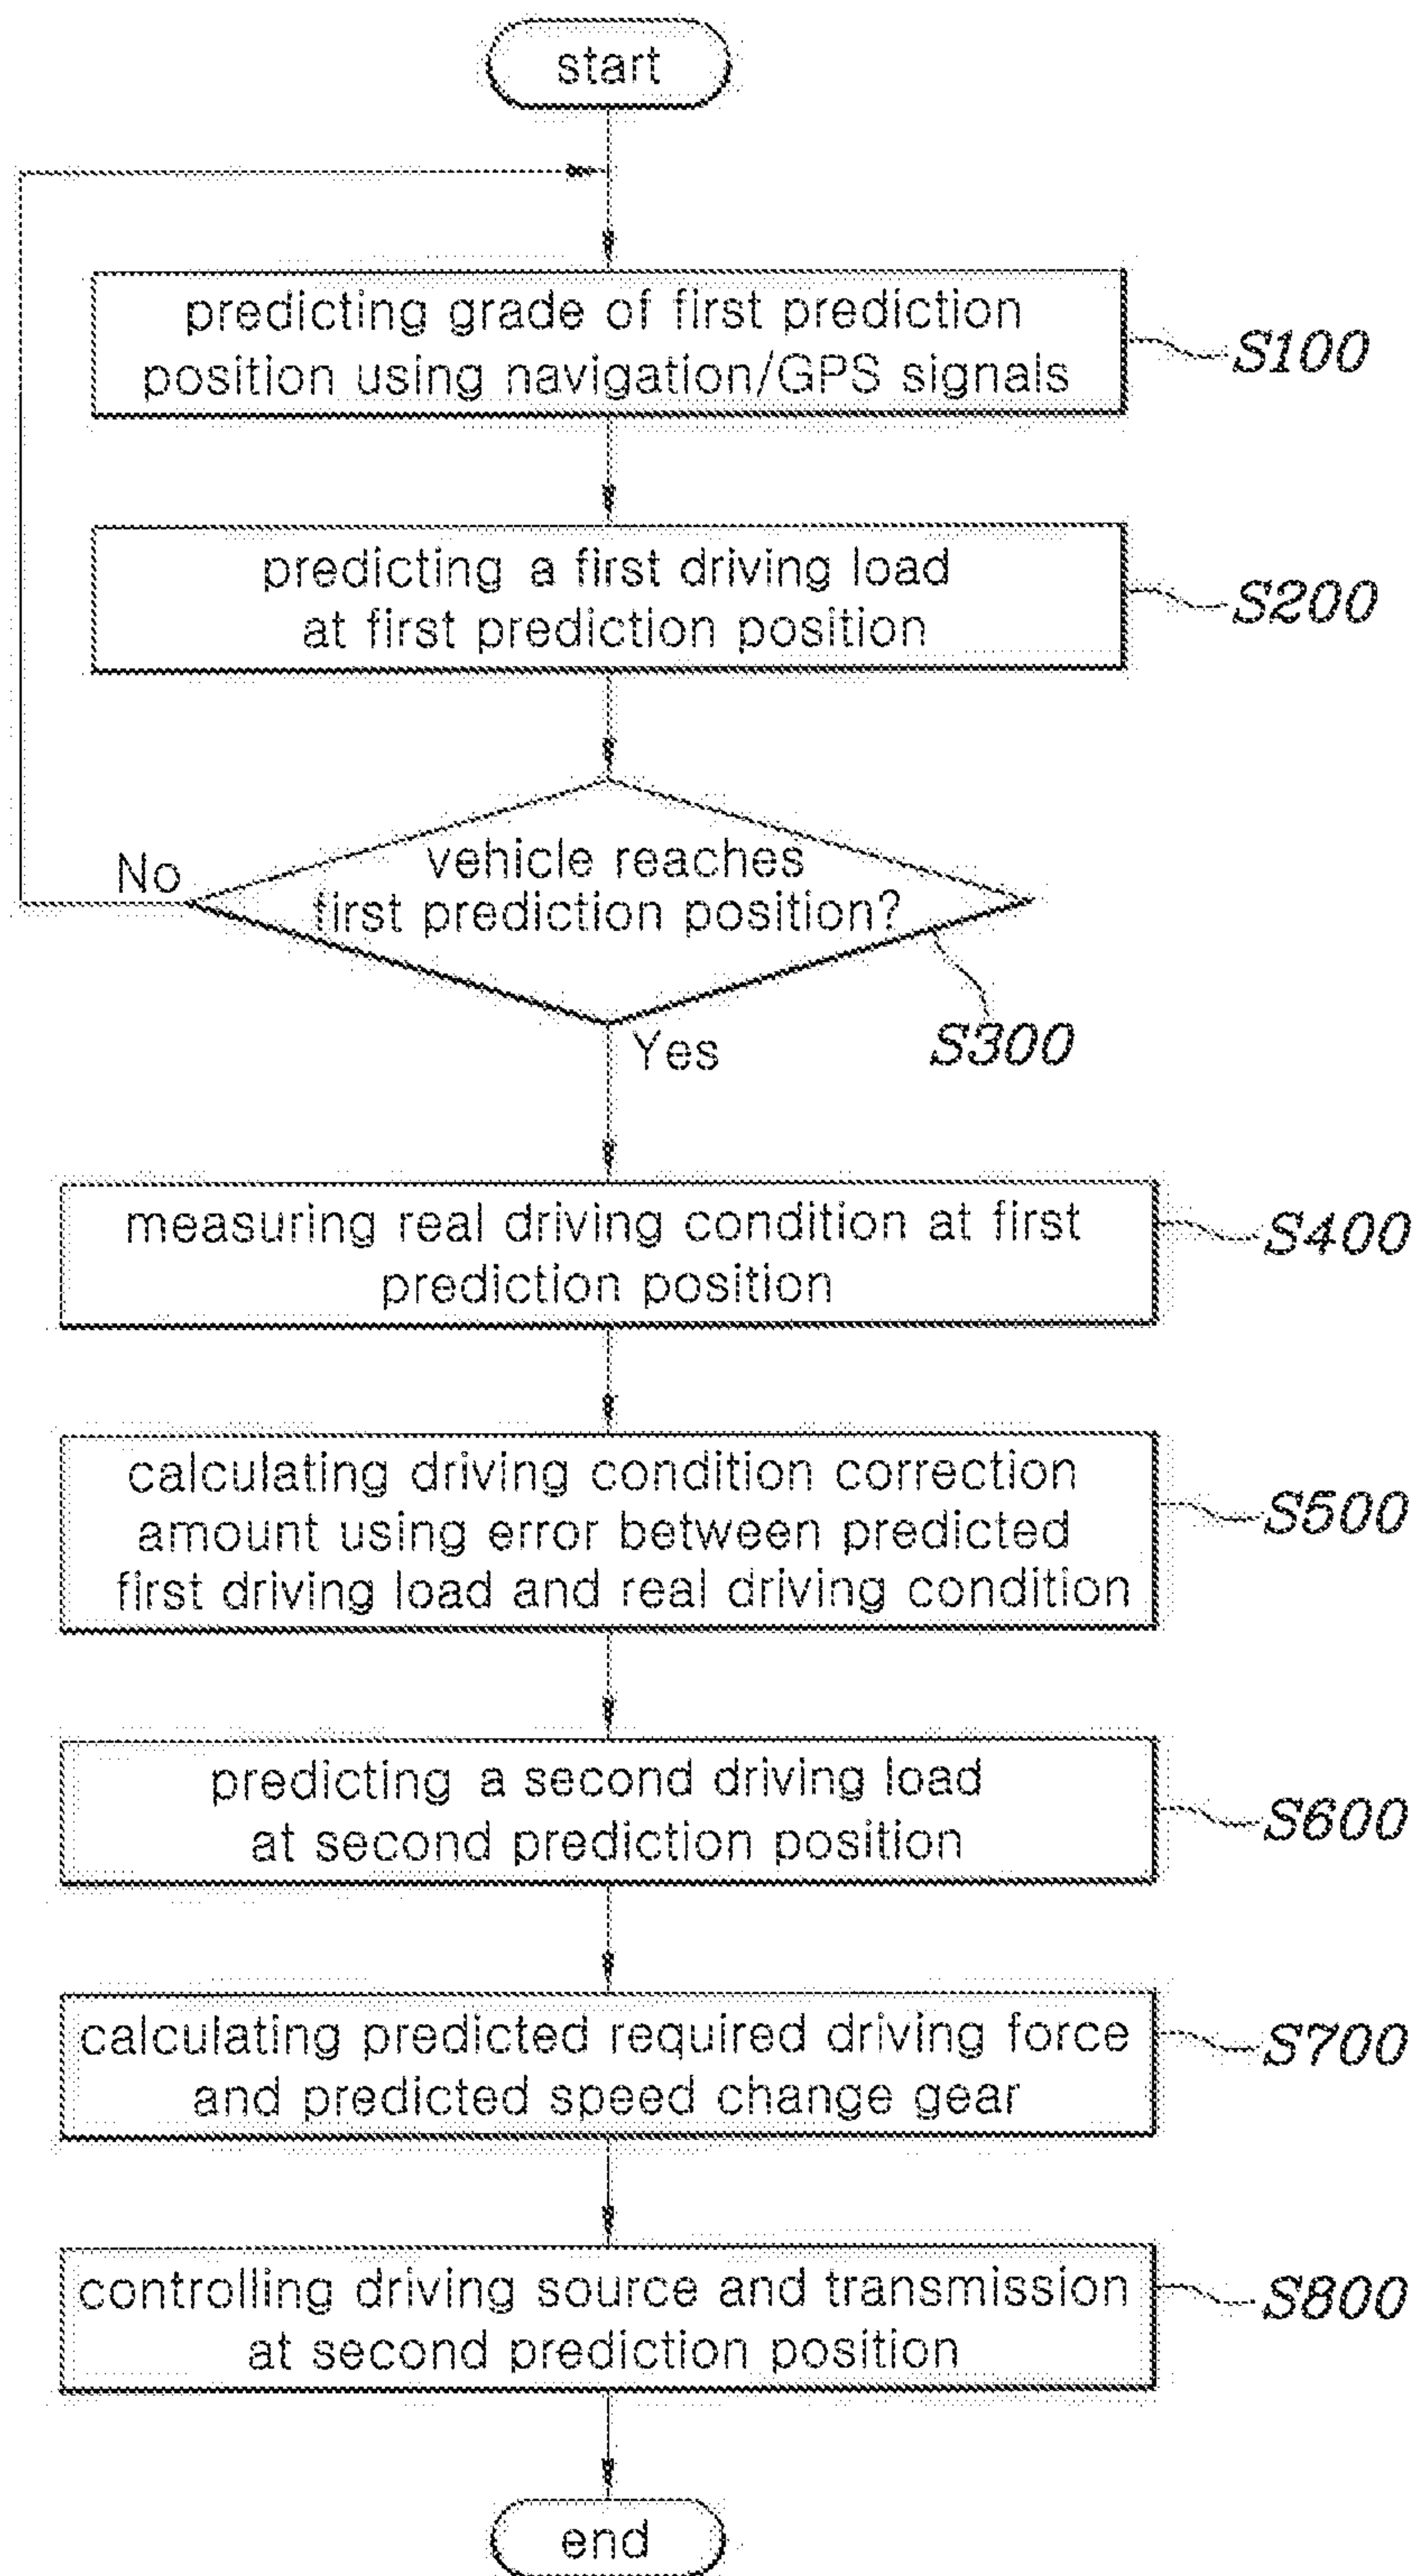 start
predicting grade of first prediction
position using navigation/GPS signals
S100
predicting a first driving load
at first prediction position
S200
vehicle reaches
first prediction position?
No
Yes
S300
measuring real driving condition at first
prediction position
S400
calculating driving condition correction
amount using error between predicted
first driving load and real driving condition
S500
predicting a second driving load
at second prediction position
S600
calculating predicted required driving force
and predicted speed change gear
S700
controlling driving source and transmission
at second prediction position
S800
end